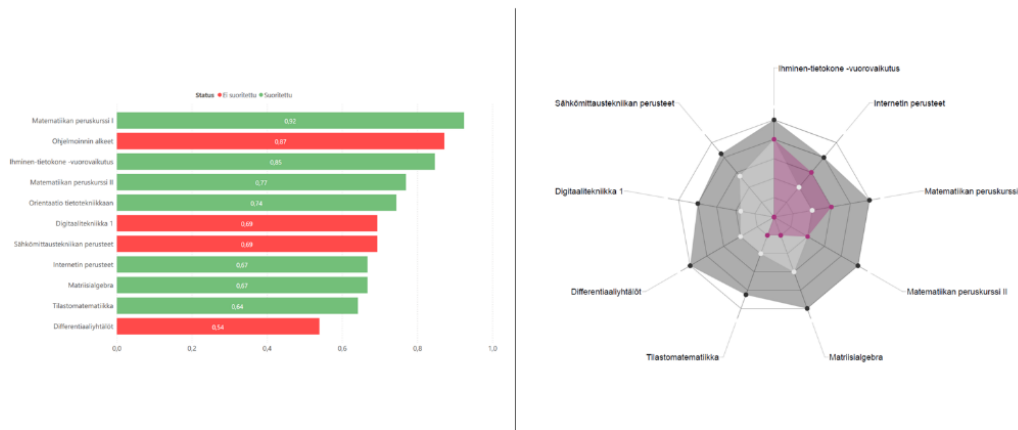 Status Ei suoritettu Suoritettu
Matematiikan peruskurssi I 0,92
Ohjelmoinnin alkeet 0,87
Ihminen-tietokone -vuorovaikutus 0,85
Matematiikan peruskurssi II 0,77
Orientaatio tietotekniikkaan 0,74
Digitaalitekniikka 1 0,69
Sähkömittaustekniikan perusteet 0,69
Internetin perusteet 0,67
Matriisialgebra 0,67
Tilastomatematiikka 0,64
Differentiaaliyhtälöt 0,54
0,0 0,2 0,4 0,6 0,8 1,0
Ihminen-tietokone -vuorovaikutus
Sähkömittaustekniikan perusteet
Internetin perusteet
Digitaalitekniikka 1
Matematiikan peruskurssi
Differentiaaliyhtälöt
Matematiikan peruskurssi II
Tilastomatematiikka
Matriisialgebra